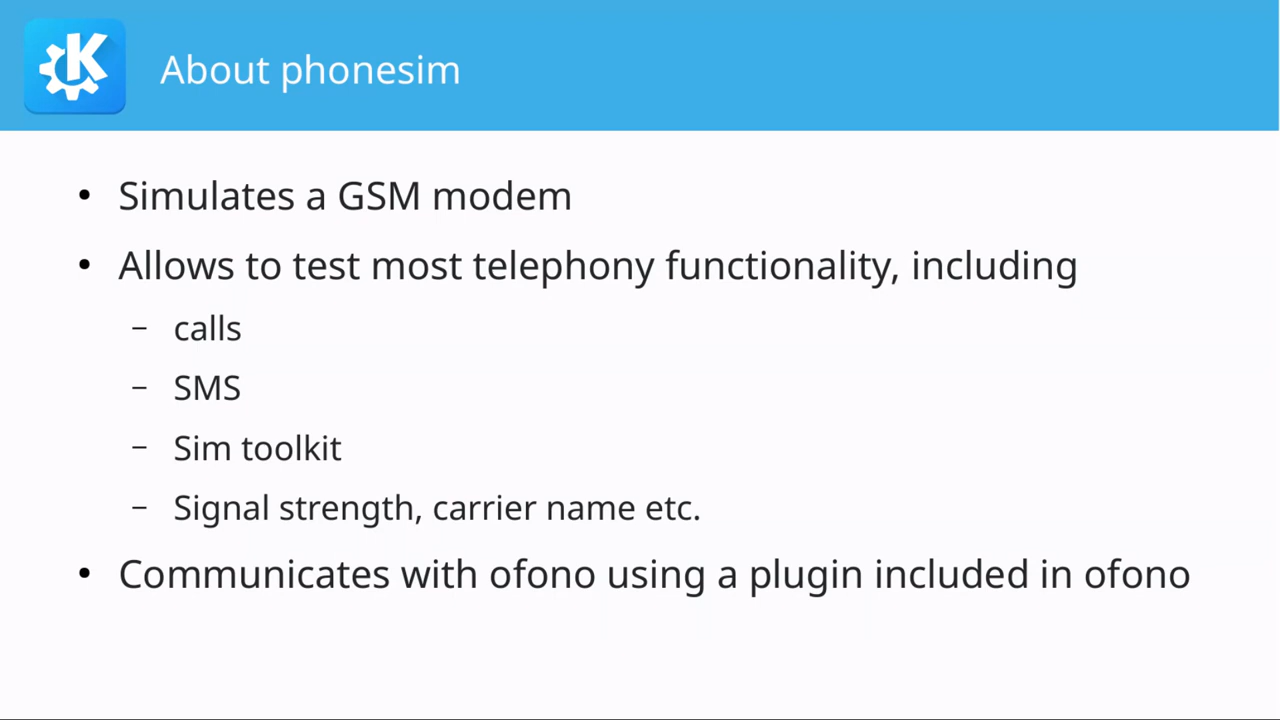 About phonesim
• Simulates a GSM modem
• Allows to test most telephony functionality, including
– calls
– SMS
– Sim toolkit
– Signal strength, carrier name etc.
• Communicates with ofono using a plugin included in ofono